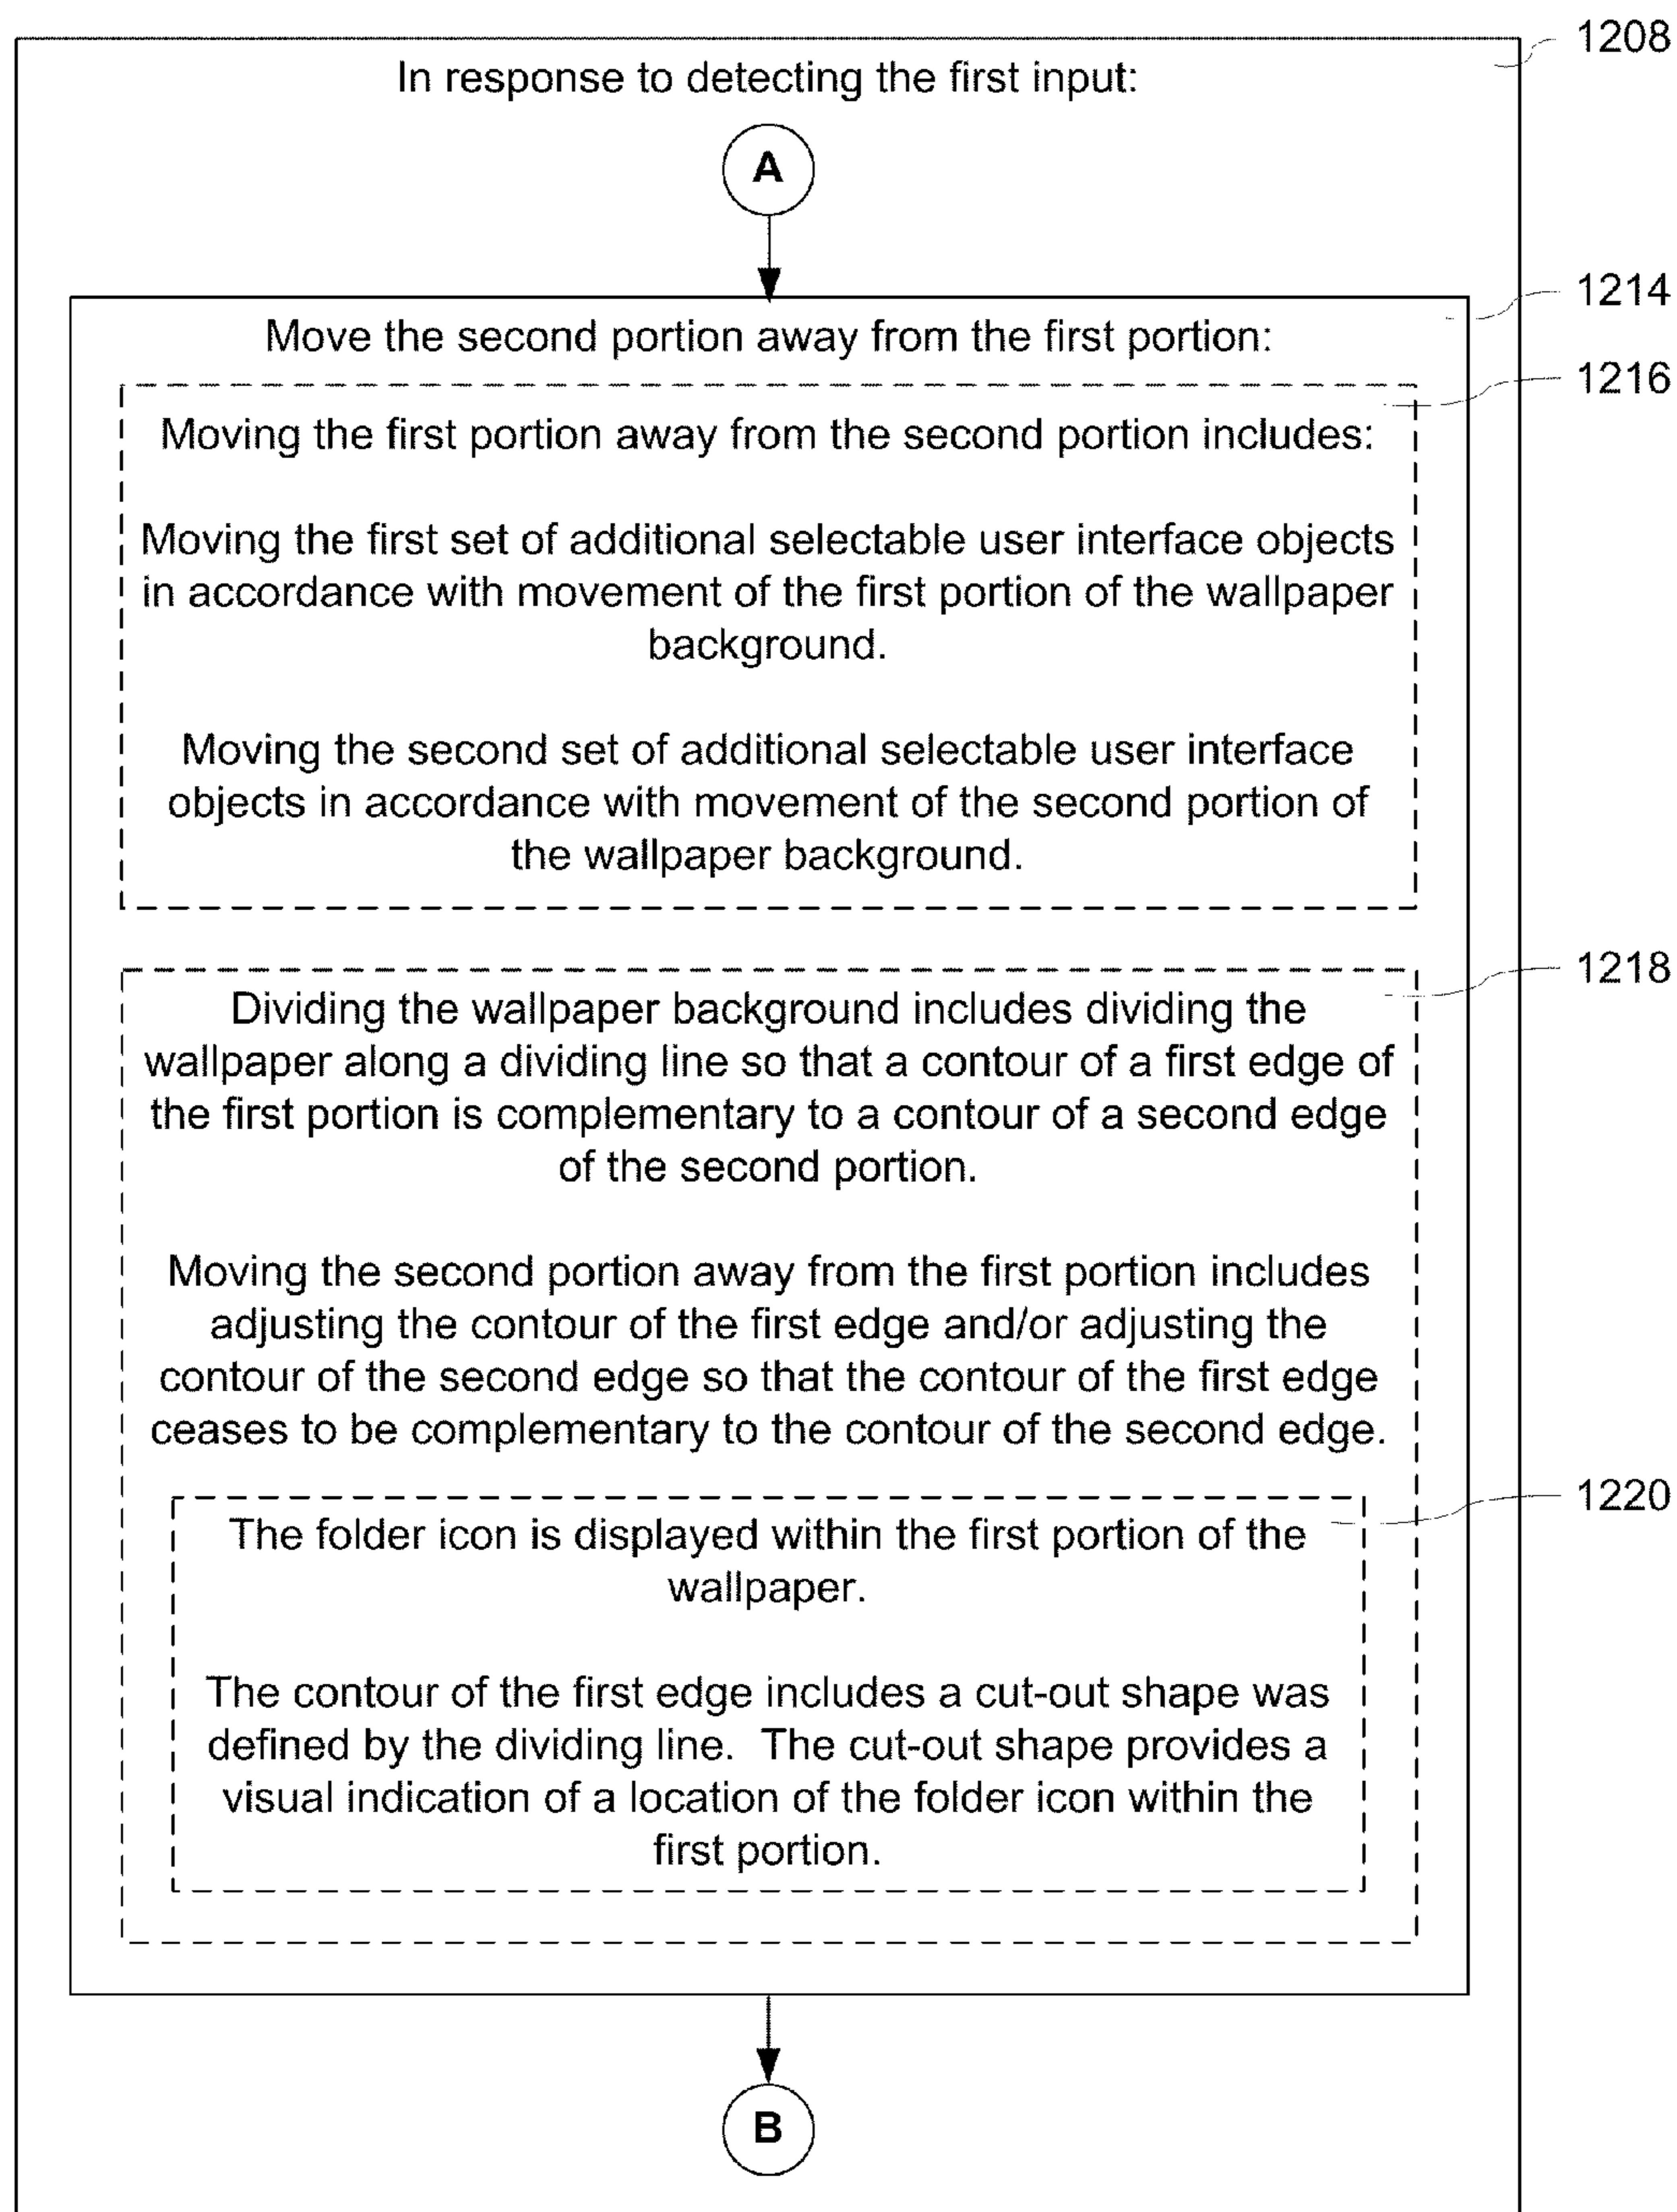 1208
In response to detecting the first input:
A
1214
Move the second portion away from the first portion:
1216
Moving the first portion away from the second portion includes:
Moving the first set of additional selectable user interface objects
in accordance with movement of the first portion of the wallpaper
background.
Moving the second set of additional selectable user interface
objects in accordance with movement of the second portion of
the wallpaper background.
1218
Dividing the wallpaper background includes dividing the
wallpaper along a dividing line so that a contour of a first edge of
the first portion is complementary to a contour of a second edge
of the second portion.
Moving the second portion away from the first portion includes
adjusting the contour of the first edge and/or adjusting the
contour of the second edge so that the contour of the first edge
ceases to be complementary to the contour of the second edge.
1220
The folder icon is displayed within the first portion of the
wallpaper.
The contour of the first edge includes a cut-out shape was
defined by the dividing line.  The cut-out shape provides a
visual indication of a location of the folder icon within the
first portion.
B